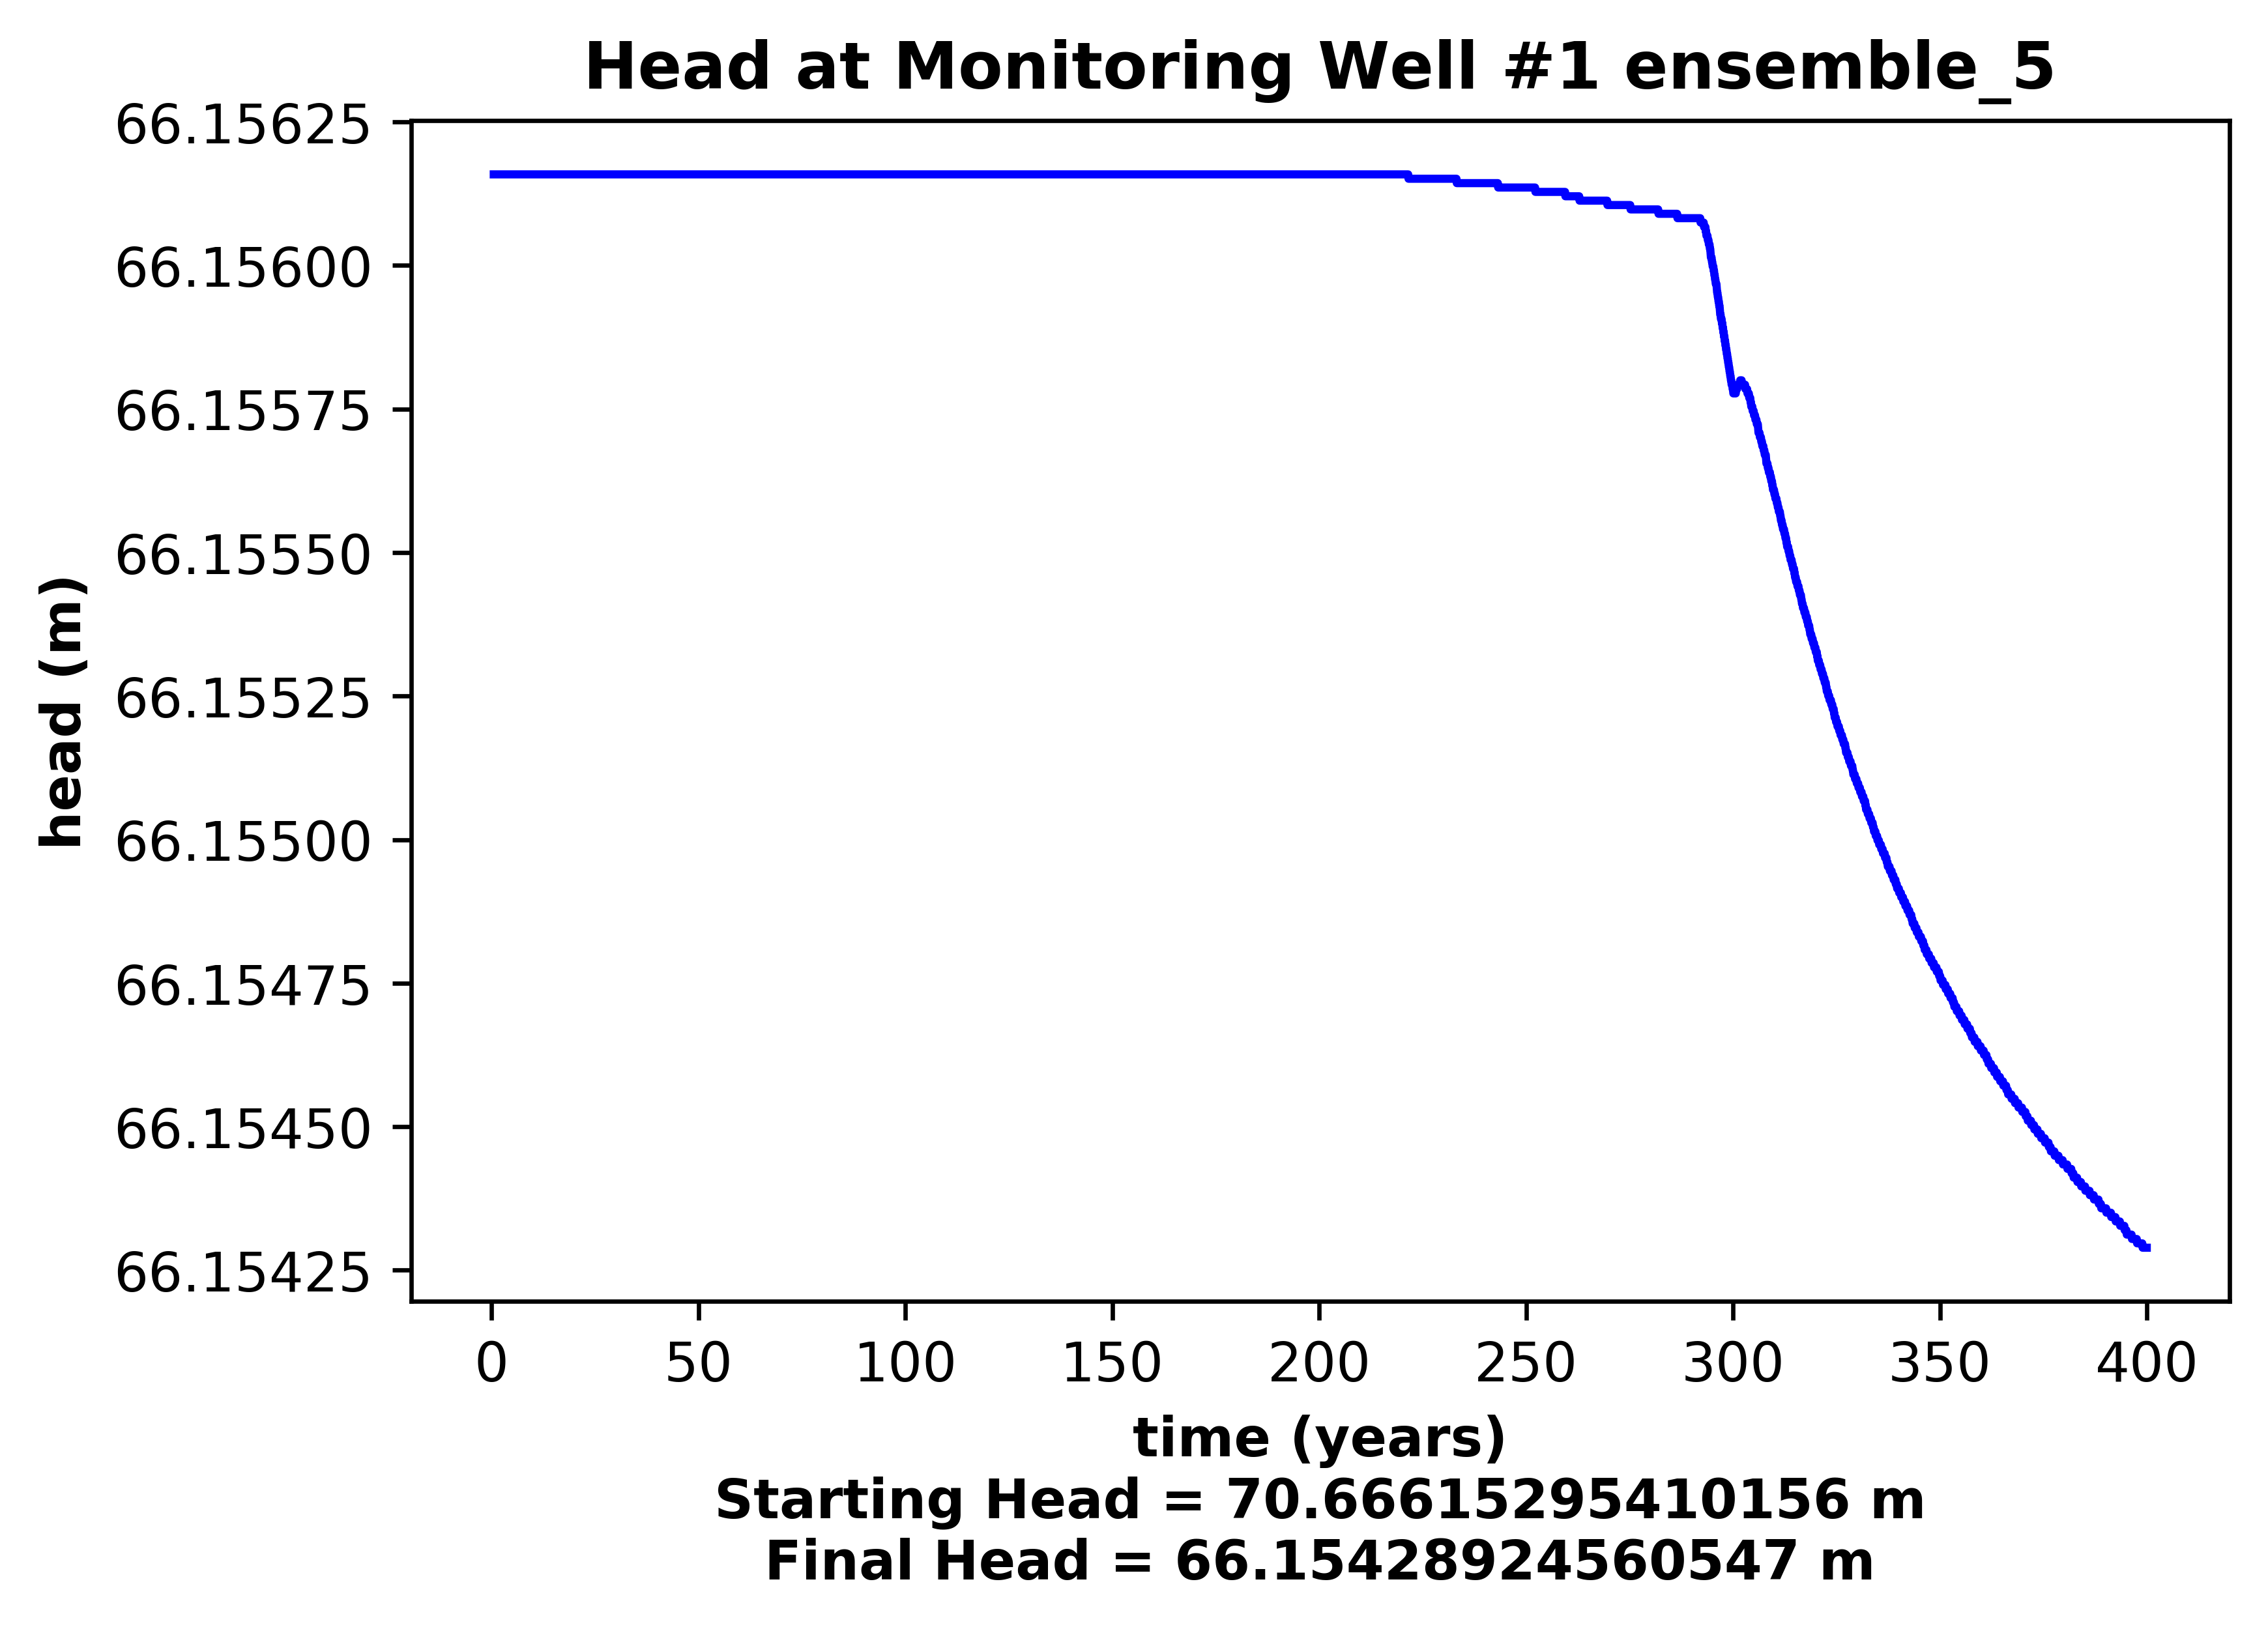 Head at Monitoring Well #1 ensemble_5
66.15625
66.15600
66.15575
66.15550
66.15525
66.15500
66.15475
66.15450
66.15425
head (m)
0 50 100 150 200 250 300 350 400
time (years)
Starting Head = 70.66615295410156 m
Final Head = 66.15428924560547 m